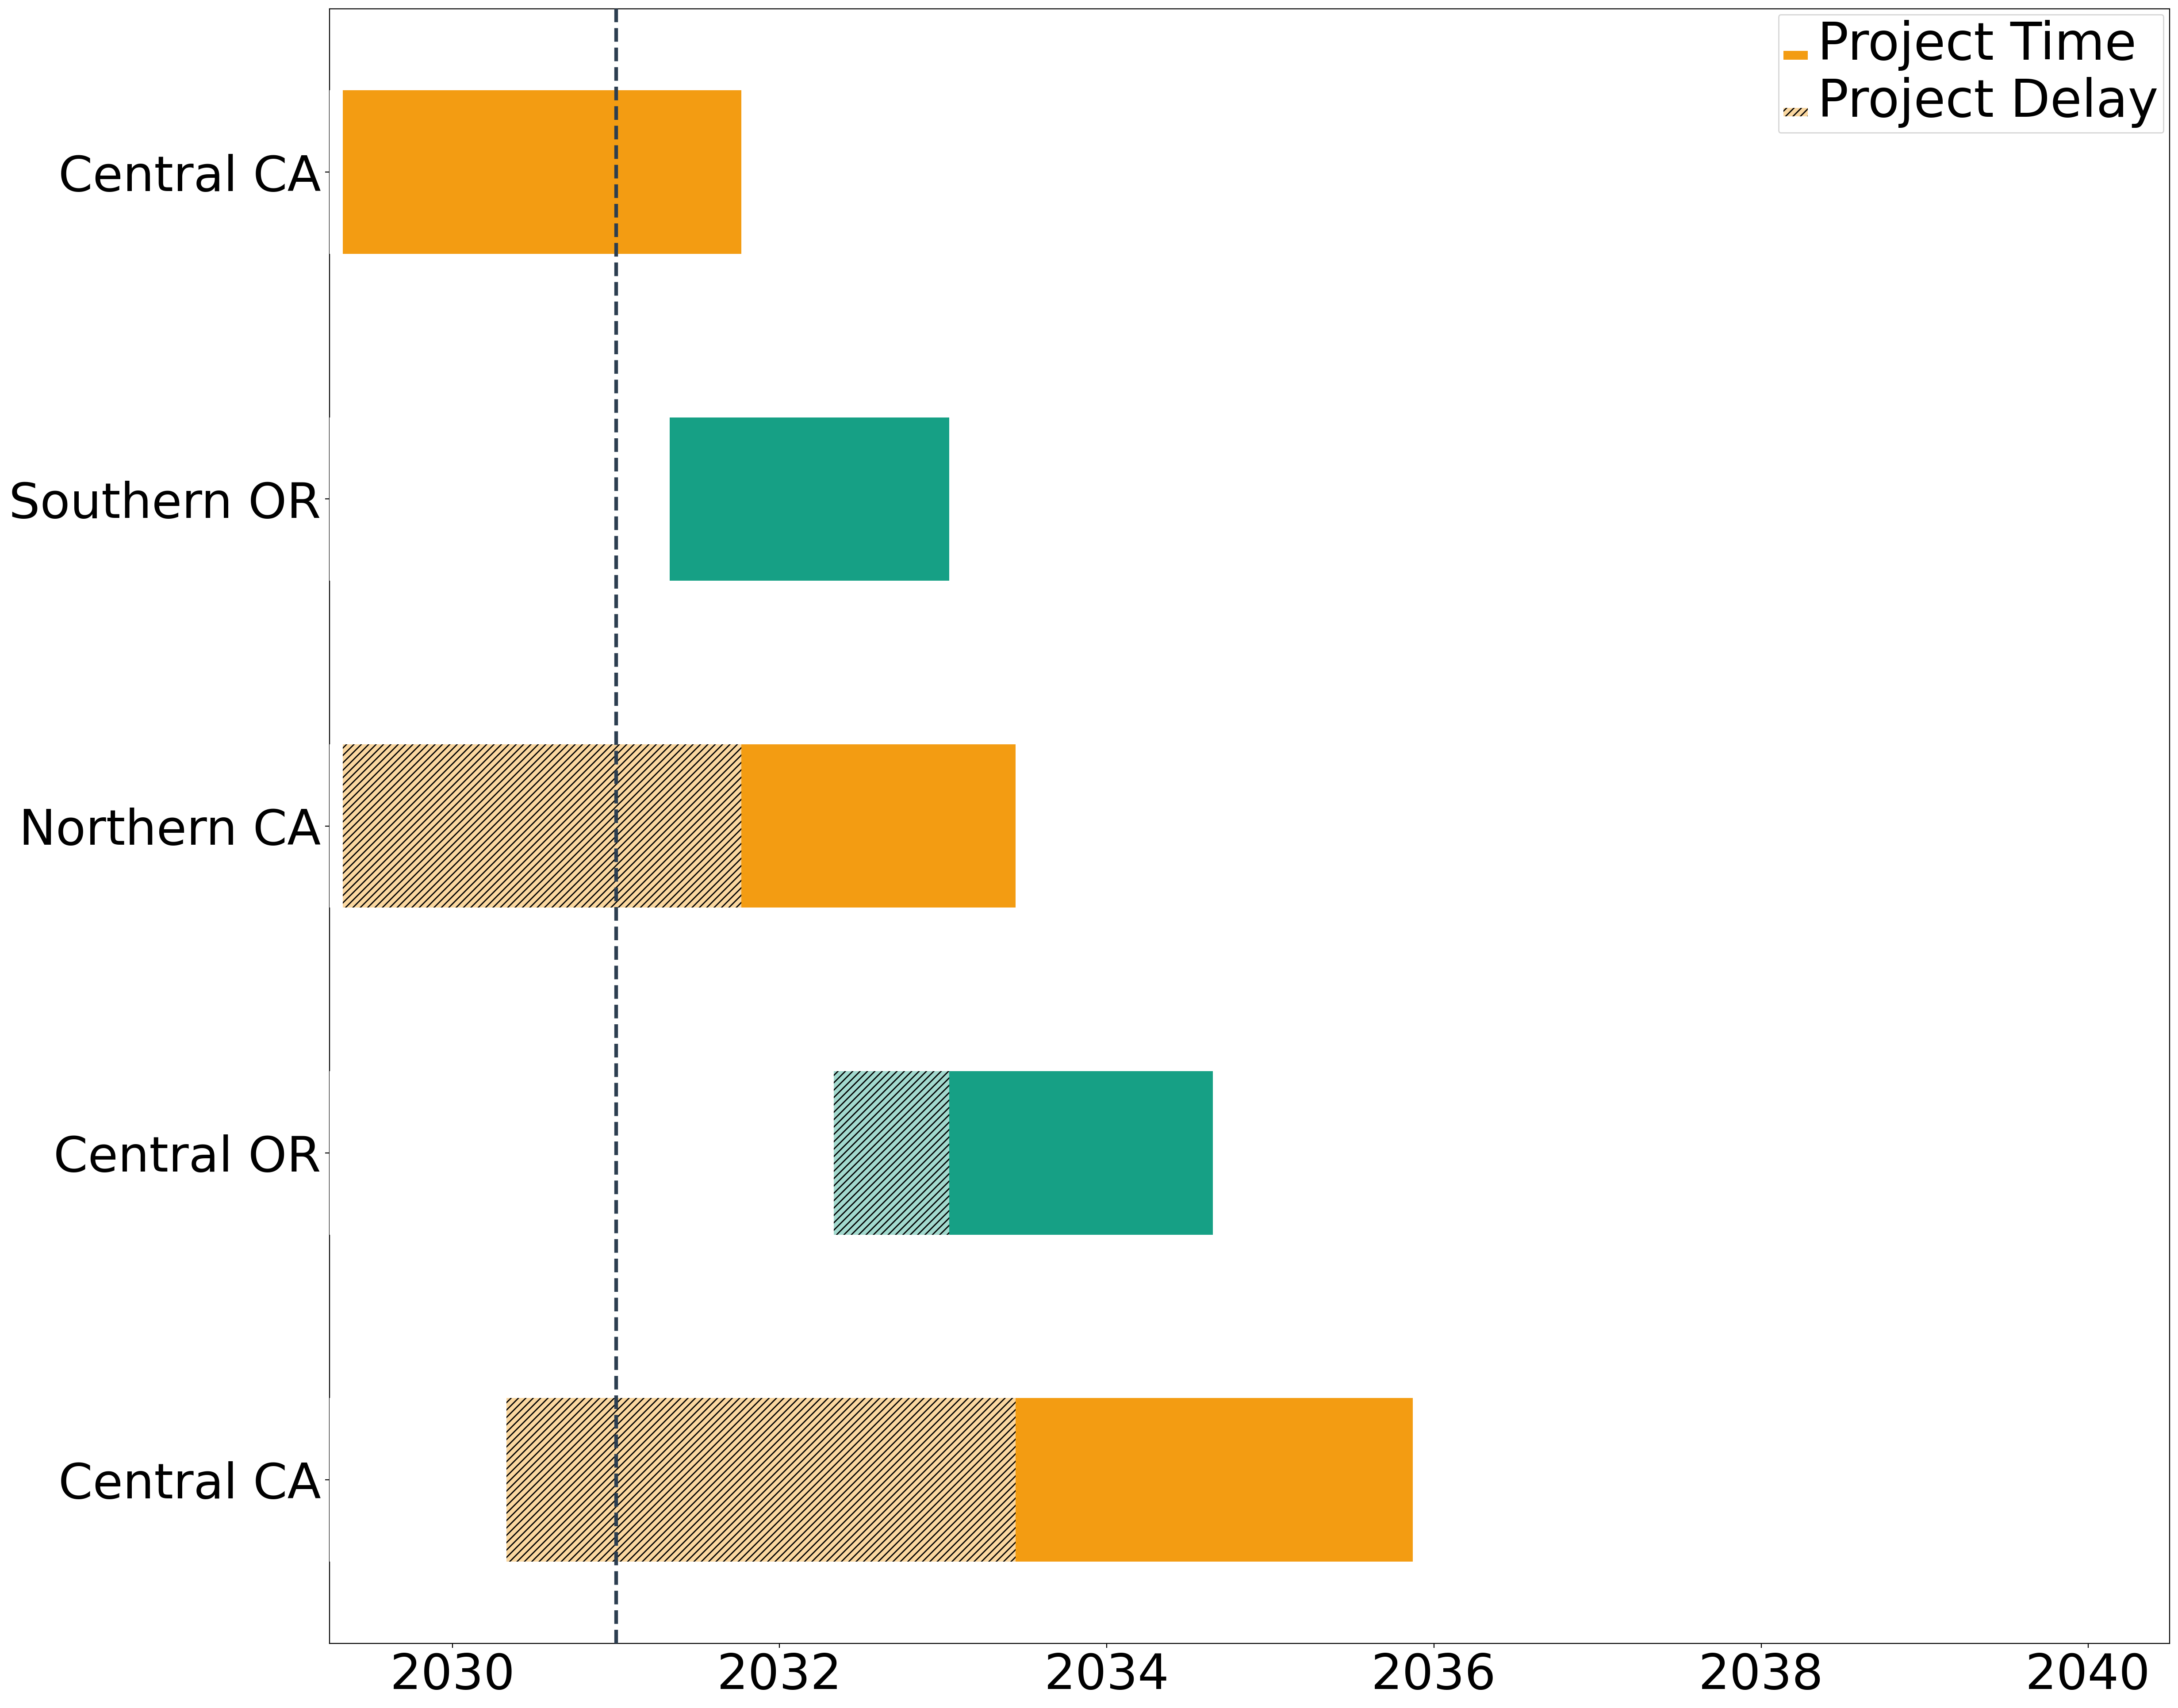 Project Time
Project Delay
Central CA
Southern OR
Northern CA
Central OR
Central CA
2030 2032 2034 2036 2038 2040